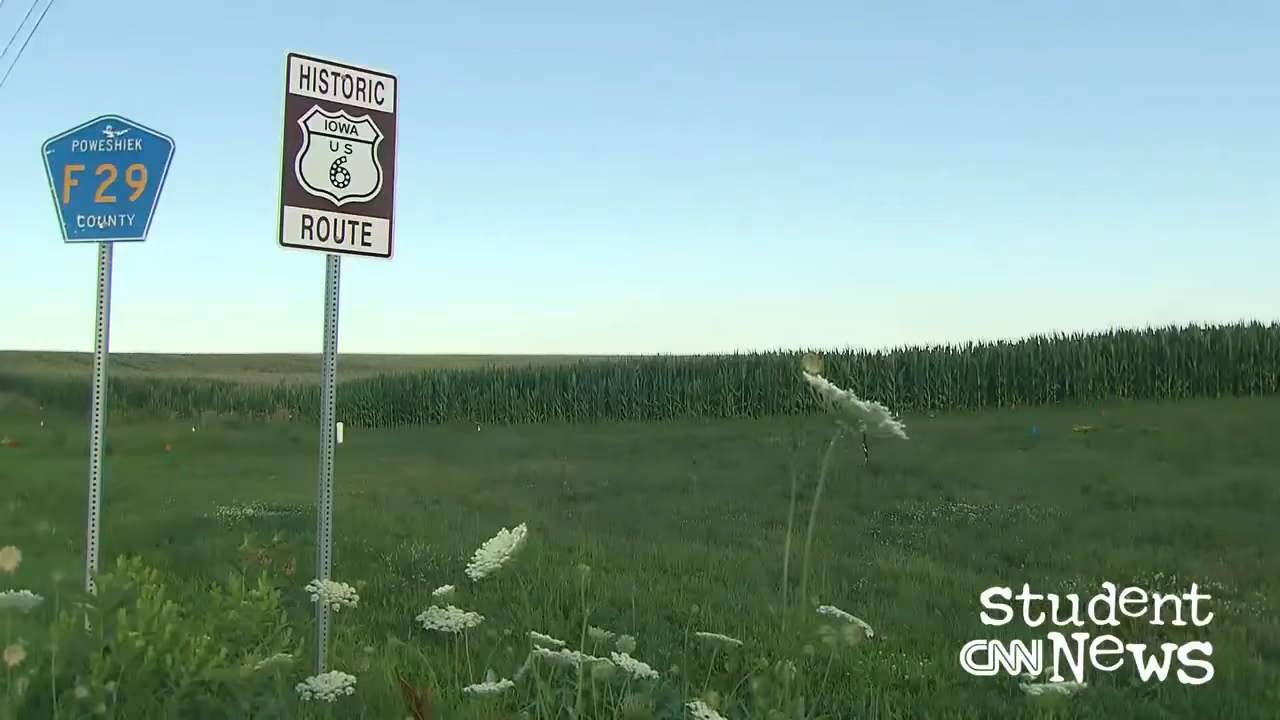 POWESHIEK
F 29
COUNTY
HISTORIC
IOWA
US
6
ROUTE
Student
CNN News